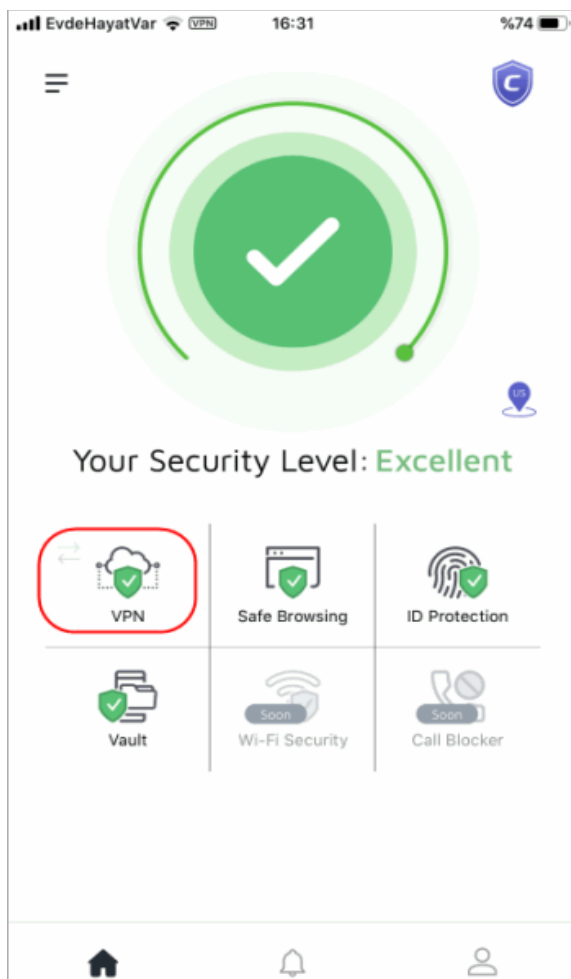 EvdeHayatVar VPN 16:31 %74
C
US
Your Security Level: Excellent
VPN Safe Browsing ID Protection
Soon Soon
Vault Wi-Fi Security Call Blocker